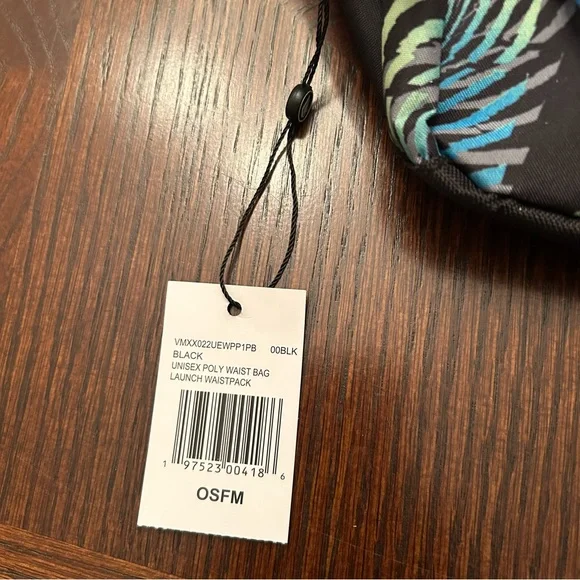 VMXX022UEWPP1PB 00BLK
BLACK
UNISEX POLY WAIST BAG
LAUNCH WAISTPACK
1 97523 00418 6
OSFM